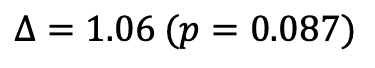 Δ = 1.06 (p = 0.087)